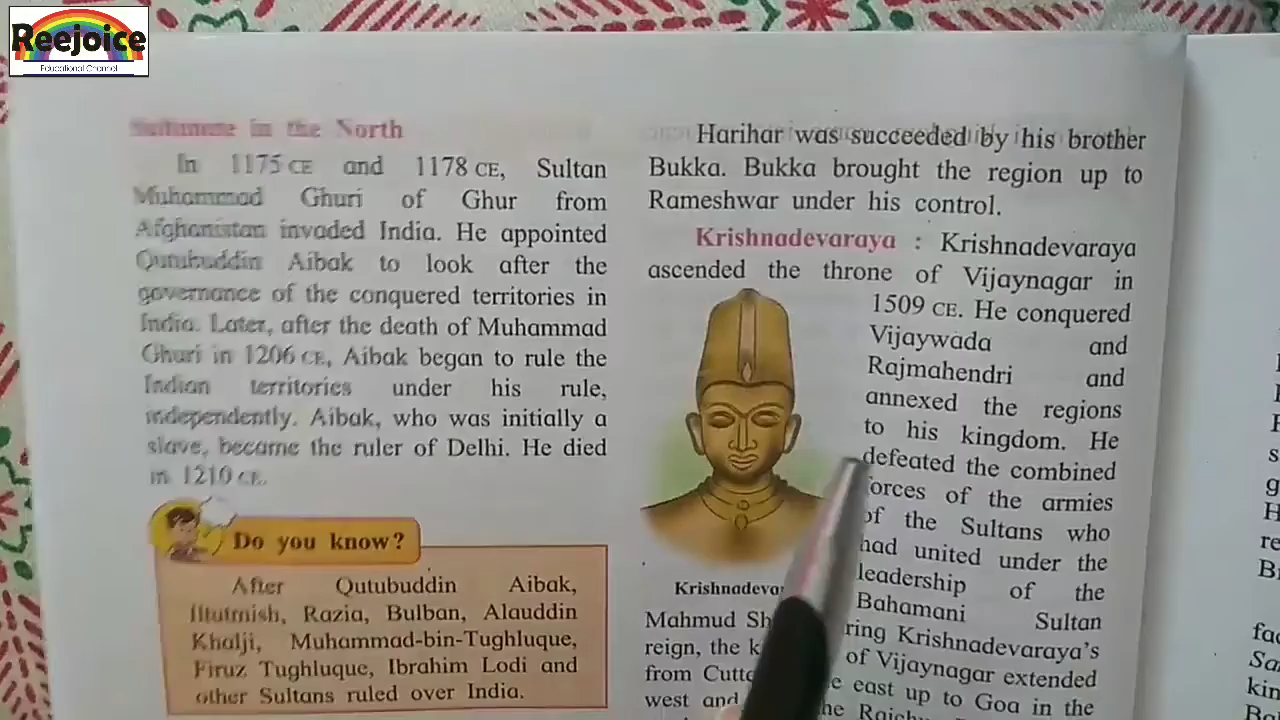 Reejoice
Educational Channel
Sultanate in the North
In 1175 CE and 1178 CE, Sultan
Muhammad Ghuri of Ghur from
Afghanistan invaded India. He appointed
Qutubuddin Aibak to look after the
governance of the conquered territories in
India. Later, after the death of Muhammad
Ghuri in 1206 CE, Aibak began to rule the
Indian territories under his rule,
independently. Aibak, who was initially a
slave, became the ruler of Delhi. He died
in 1210 CE.
Do you know?
After Qutubuddin Aibak,
Iltutmish, Razia, Bulban, Alauddin
Khalji, Muhammad-bin-Tughluque,
Firuz Tughluque, Ibrahim Lodi and
other Sultans ruled over India.
Harihar was succeeded by his brother
Bukka. Bukka brought the region up to
Rameshwar under his control.
Krishnadevaraya : Krishnadevaraya
ascended the throne of Vijaynagar in
1509 CE. He conquered
Vijaywada and
Rajmahendri and
annexed the regions
to his kingdom. He
defeated the combined
forces of the armies
of the Sultans who
had united under the
leadership of the
Bahamani Sultan
Krishnadeva
Mahmud Sh ring Krishnadevaraya's
reign, the k of Vijaynagar extended
from Cutt e east up to Goa in the
west and the